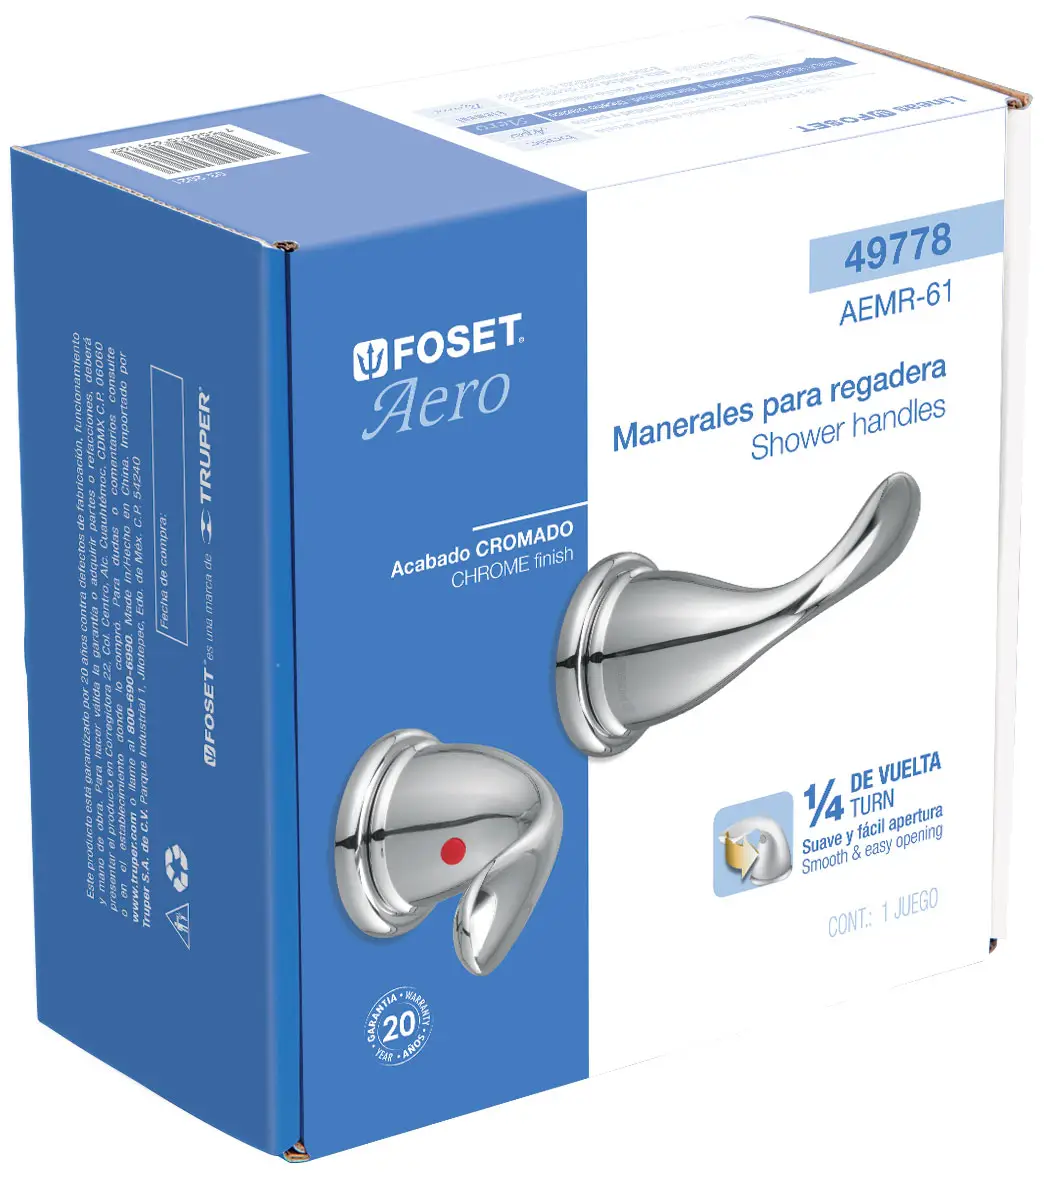 Líneas FOSET
03-2021
49778
AEMR-61
FOSET®
Aero
Manerales para regadera
Shower handles
Acabado CROMADO
CHROME finish
1/4 DE VUELTA
TURN
Suave y fácil apertura
Smooth & easy opening
CONT.: 1 JUEGO
GARANTÍA • WARRANTY
20
YEAR • AÑOS
Este producto está garantizado por 20 años contra defectos de fabricación, funcionamiento
y mano de obra. Para hacer válida la garantía o adquirir partes o refacciones, deberá
presentar el producto en Corregidora 22, Col. Centro, Alc. Cuauhtémoc, CDMX C.P. 06060
o en el establecimiento donde lo compró. Para dudas o comentarios consulte
www.truper.com o llame al 800-690-6990. Made in/Hecho en China. Importado por
Truper S.A. de C.V. Parque Industrial 1, Jilotepec, Edo. de Méx. C.P. 54240
Fecha de compra:
FOSET® es una marca de TRUPER®